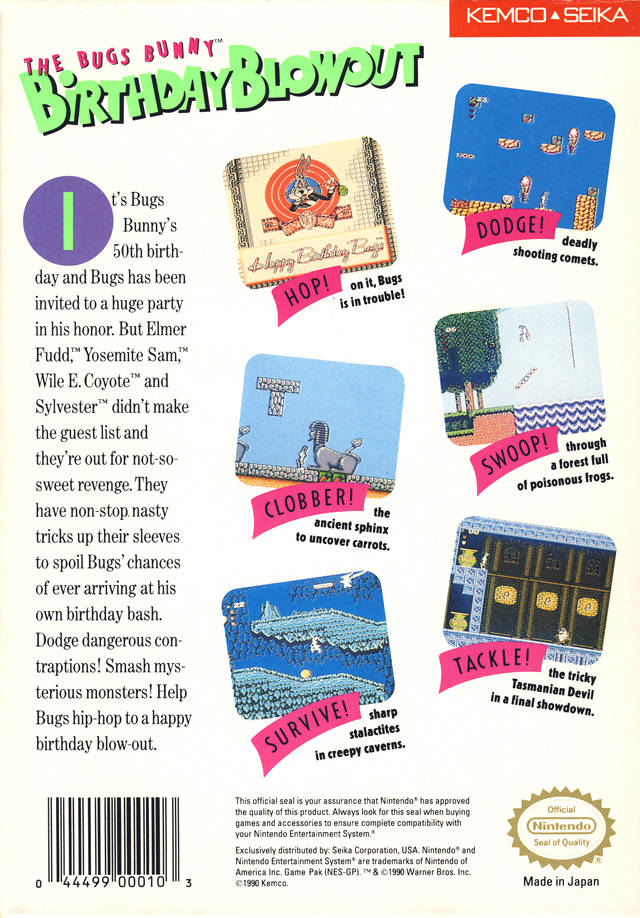 KEMCO▲SEIKA
THE BUGS BUNNY™
BIRTHDAY BLOWOUT
It's Bugs
Bunny's
50th birth-
day and Bugs has been
invited to a huge party
in his honor. But Elmer
Fudd,™ Yosemite Sam,™
Wile E. Coyote™ and
Sylvester™ didn't make
the guest list and
they're out for not-so-
sweet revenge. They
have non-stop nasty
tricks up their sleeves
to spoil Bugs' chances
of ever arriving at his
own birthday bash.
Dodge dangerous con-
traptions! Smash mys-
terious monsters! Help
Bugs hip-hop to a happy
birthday blow-out.
Happy Birthday Bugs
HOP! on it, Bugs
is in trouble!
DODGE! deadly
shooting comets.
CLOBBER! the
ancient sphinx
to uncover carrots.
SWOOP! through
a forest full
of poisonous frogs.
SURVIVE! sharp
stalactites
in creepy caverns.
TACKLE! the tricky
Tasmanian Devil
in a final showdown.
0 44499 00010 3
This official seal is your assurance that Nintendo® has approved
the quality of this product. Always look for this seal when buying
games and accessories to ensure complete compatibility with
your Nintendo Entertainment System.®
Exclusively distributed by: Seika Corporation, USA. Nintendo® and
Nintendo Entertainment System® are trademarks of Nintendo of
America Inc. Game Pak (NES-GP). ™ & ©1990 Warner Bros. Inc.
©1990 Kemco.
Official
Nintendo
Seal of Quality
®
Made in Japan